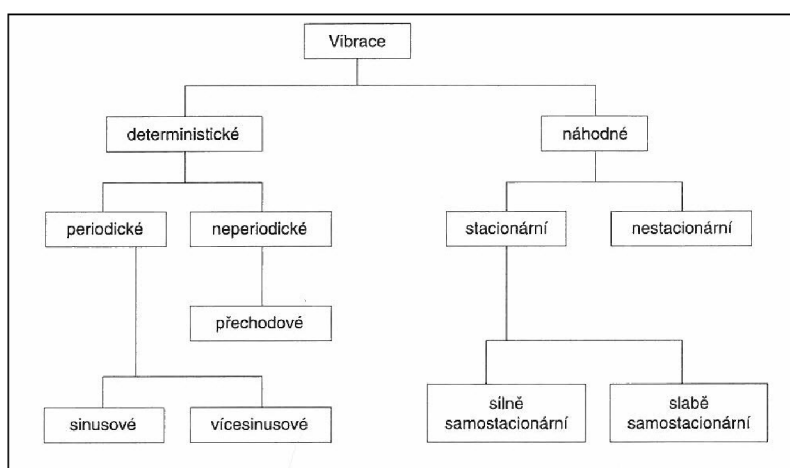 Vibrace
deterministické
náhodné
periodické
neperiodické
stacionární
nestacionární
přechodové
sinusové
vícesinusové
silně
samostacionární
slabě
samostacionární